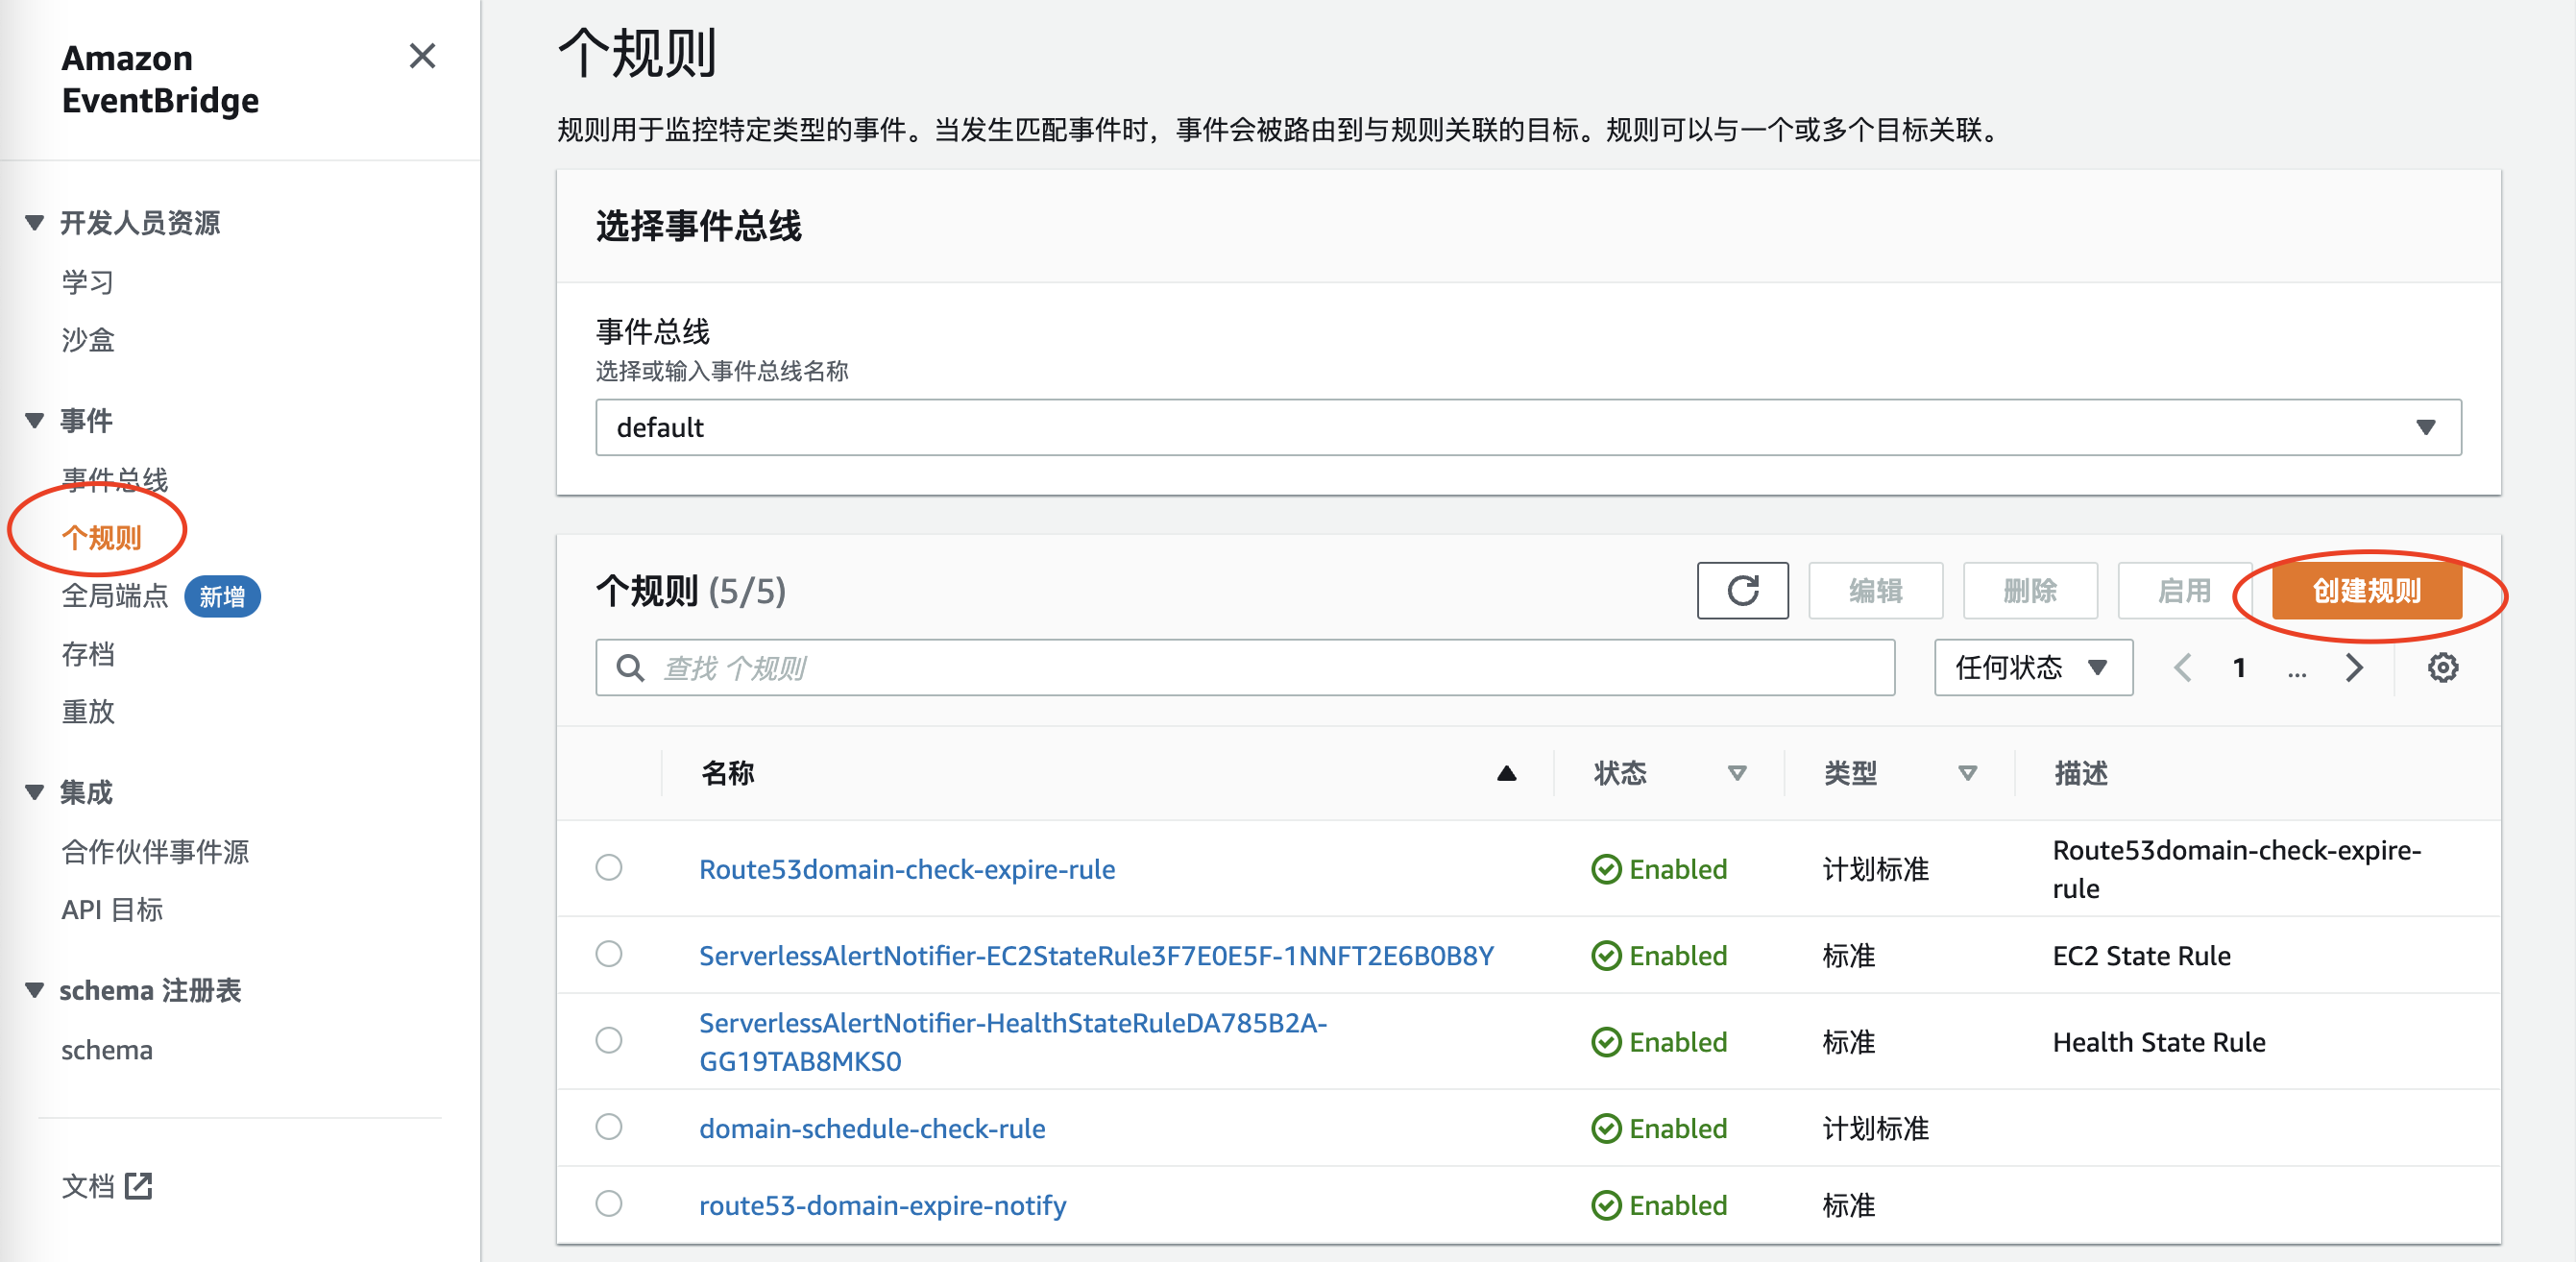 Amazon
EventBridge
开发人员资源
学习
沙盒
事件
事件总线
个规则
全局端点 新增
存档
重放
集成
合作伙伴事件源
API 目标
schema 注册表
schema
文档
个规则
规则用于监控特定类型的事件。当发生匹配事件时，事件会被路由到与规则关联的目标。规则可以与一个或多个目标关联。
选择事件总线
事件总线
选择或输入事件总线名称
default
个规则 (5/5)
编辑 删除 启用 创建规则
查找 个规则
任何状态 1 ...
名称 状态 类型 描述
Route53domain-check-expire-rule Enabled 计划标准 Route53domain-check-expire-
rule
ServerlessAlertNotifier-EC2StateRule3F7E0E5F-1NNFT2E6B0B8Y Enabled 标准 EC2 State Rule
ServerlessAlertNotifier-HealthStateRuleDA785B2A-
GG19TAB8MKS0 Enabled 标准 Health State Rule
domain-schedule-check-rule Enabled 计划标准
route53-domain-expire-notify Enabled 标准